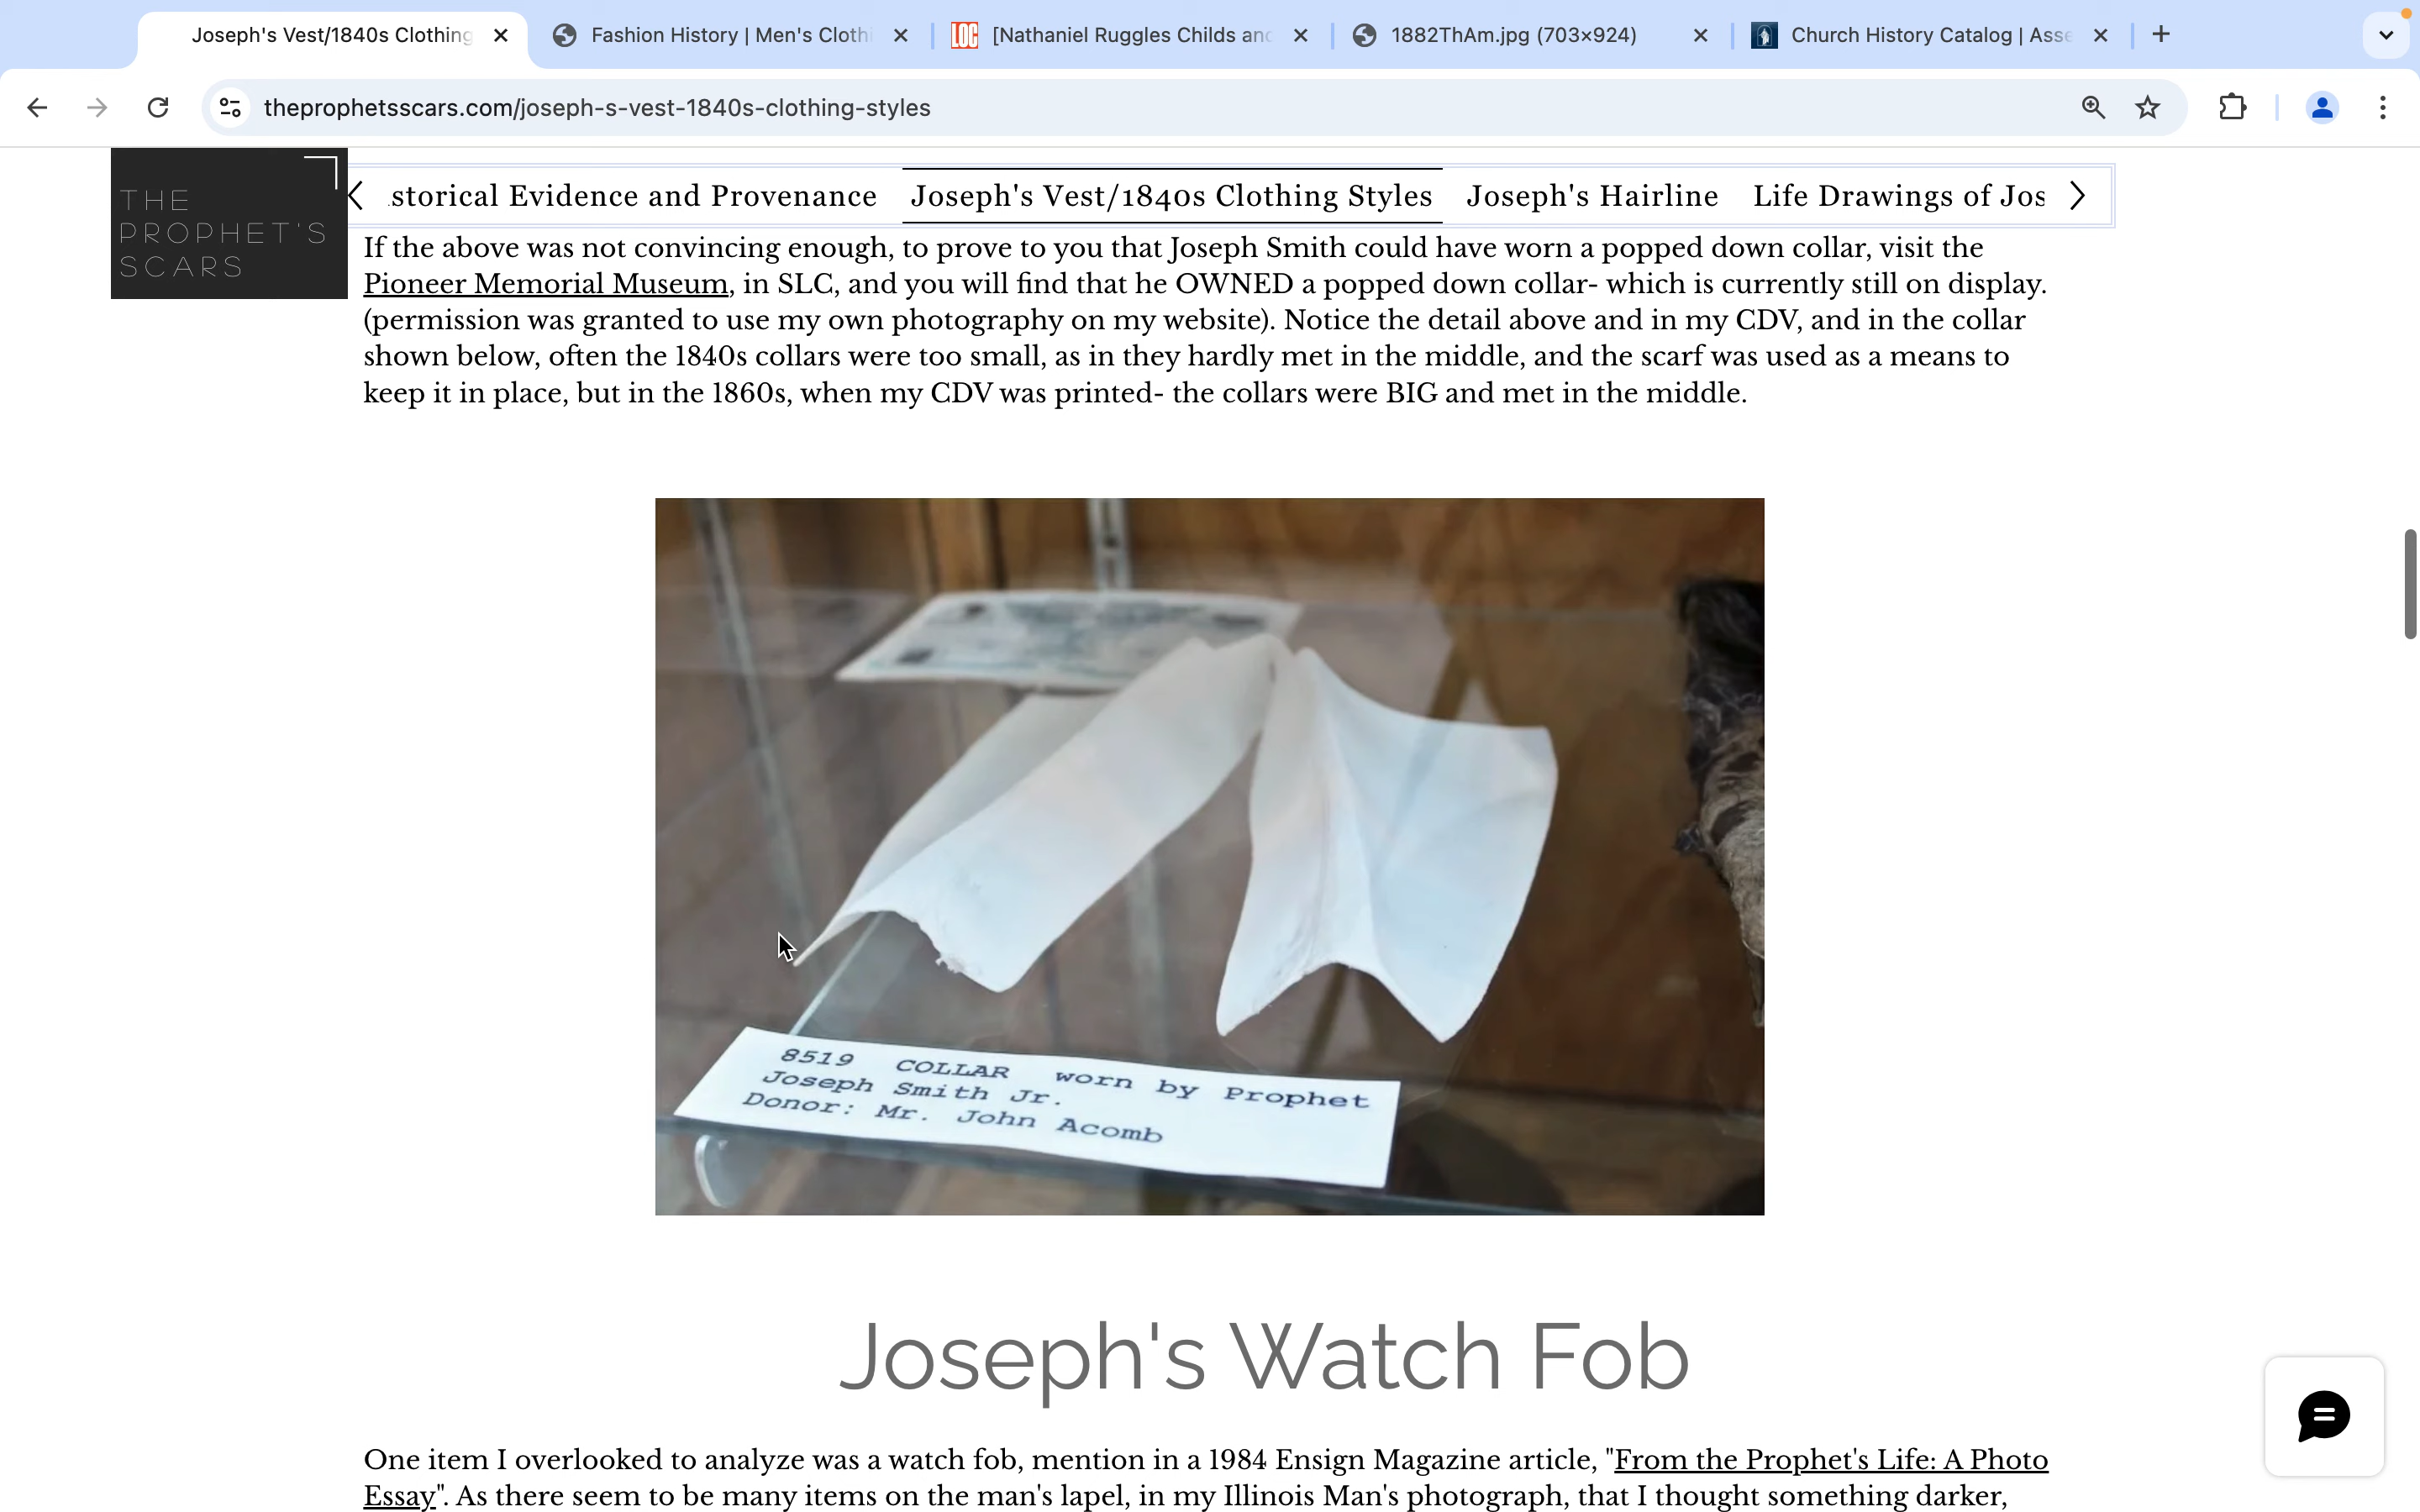 Joseph's Vest/1840s Clothing
Fashion History | Men's Clothi
LOC [Nathaniel Ruggles Childs and
1882ThAm.jpg (703×924)
Church History Catalog | Asse
theprophetsscars.com/joseph-s-vest-1840s-clothing-styles
THE
PROPHET'S
SCARS
storical Evidence and Provenance Joseph's Vest/1840s Clothing Styles Joseph's Hairline Life Drawings of Jos
If the above was not convincing enough, to prove to you that Joseph Smith could have worn a popped down collar, visit the
Pioneer Memorial Museum, in SLC, and you will find that he OWNED a popped down collar- which is currently still on display.
(permission was granted to use my own photography on my website). Notice the detail above and in my CDV, and in the collar
shown below, often the 1840s collars were too small, as in they hardly met in the middle, and the scarf was used as a means to
keep it in place, but in the 1860s, when my CDV was printed- the collars were BIG and met in the middle.
8519 COLLAR worn by Prophet
Joseph Smith Jr.
Donor: Mr. John Acomb
Joseph's Watch Fob
One item I overlooked to analyze was a watch fob, mention in a 1984 Ensign Magazine article, "From the Prophet's Life: A Photo
Essay". As there seem to be many items on the man's lapel, in my Illinois Man's photograph, that I thought something darker,